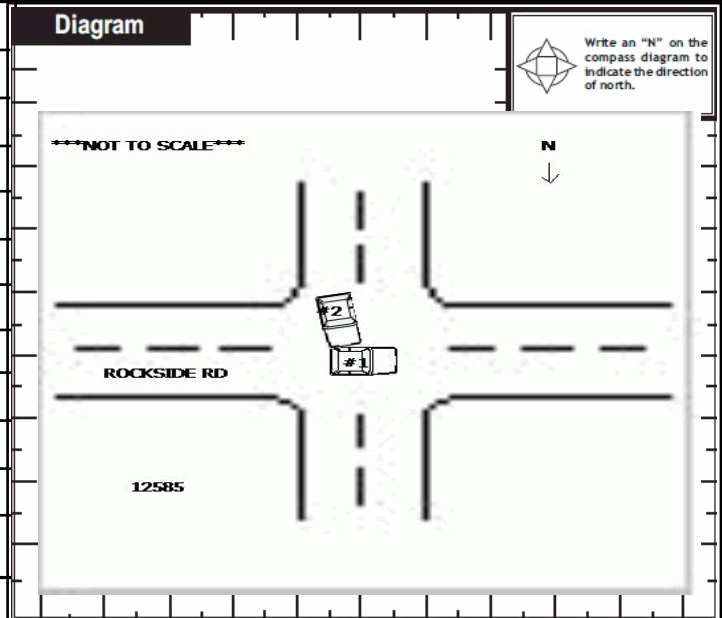 Diagram
Write an “N” on the
compass diagram to
indicate the direction
of north.
***NOT TO SCALE***
N
#2
#1
ROCKSIDE RD
12585